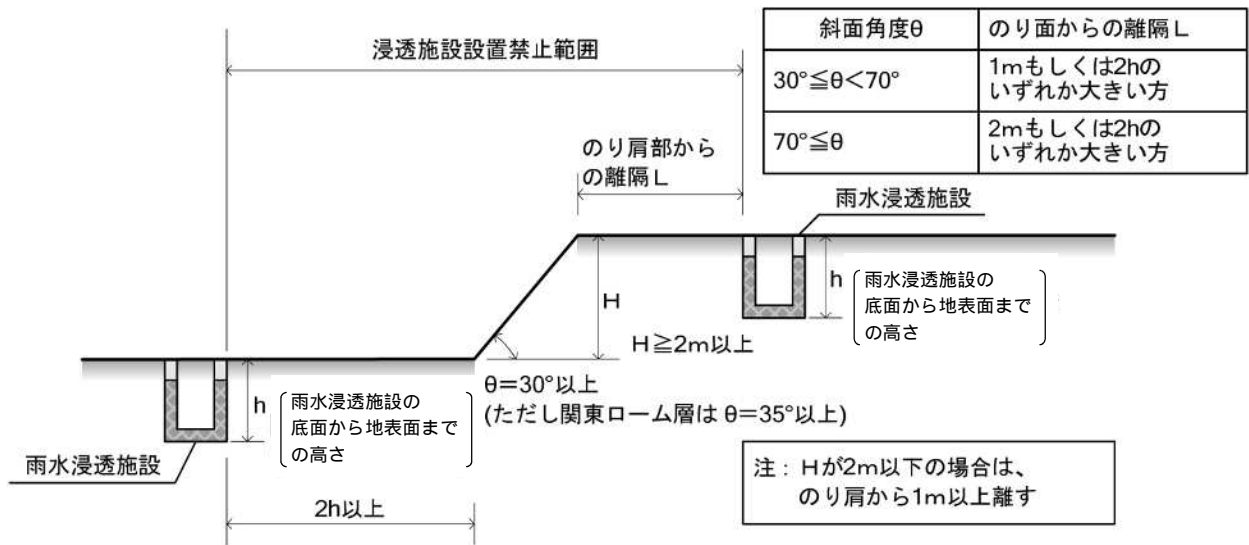 浸透施設設置禁止範囲
斜面角度θ
のり面からの離隔L
30°≦θ<70°
1mもしくは2hの
いずれか大きい方
70°≦θ
2mもしくは2hの
いずれか大きい方
のり肩部から
の離隔L
雨水浸透施設
H
h
雨水浸透施設の
底面から地表面まで
の高さ
H≧2m以上
θ=30°以上
(ただし関東ローム層は θ=35°以上)
h
雨水浸透施設の
底面から地表面まで
の高さ
雨水浸透施設
2h以上
注: Hが2m以下の場合は、
のり肩から1m以上離す